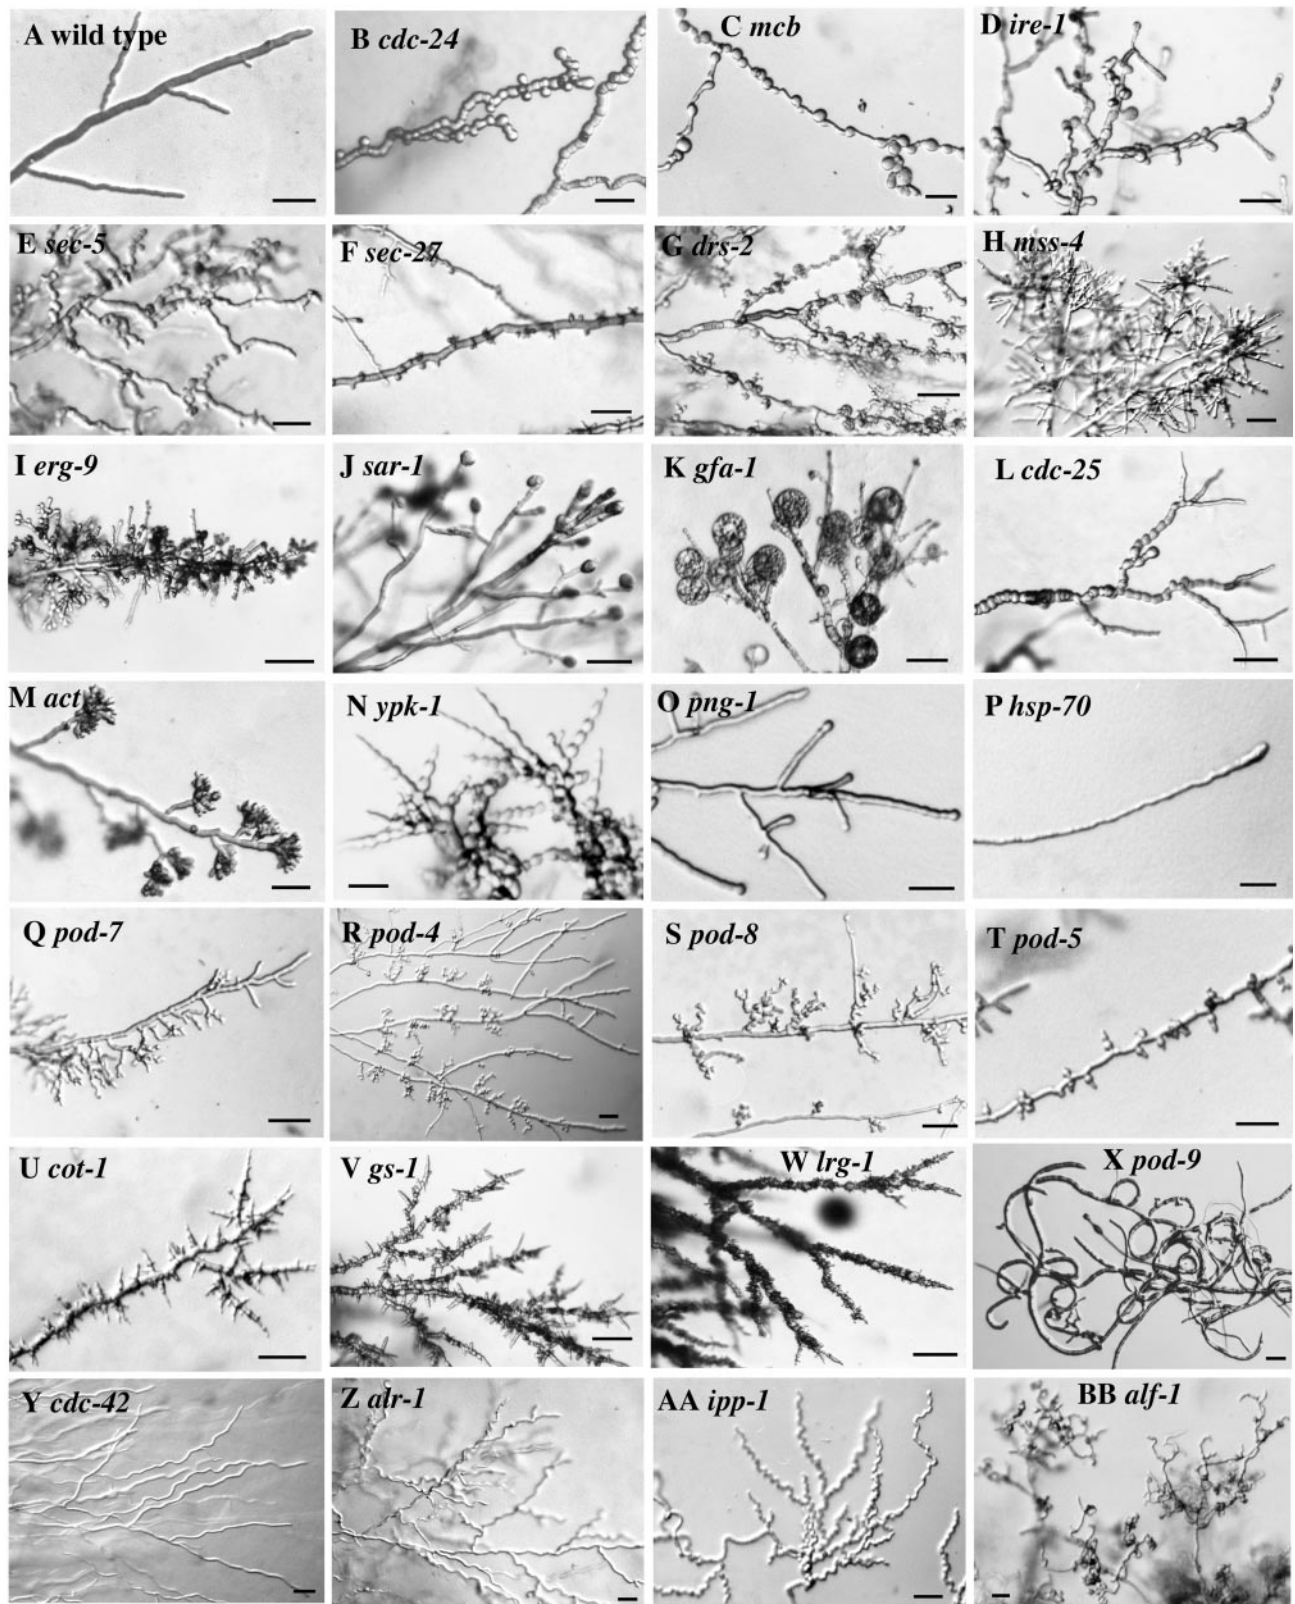 A wild type
B cdc-24
C mcb
D ire-1
E sec-5
F sec-27
G drs-2
H mss-4
I erg-9
J sar-1
K gfa-1
L cdc-25
M act
N ypk-1
O png-1
P hsp-70
Q pod-7
R pod-4
S pod-8
T pod-5
U cot-1
V gs-1
W lrg-1
X pod-9
Y cdc-42
Z alr-1
AA ipp-1
BB alf-1